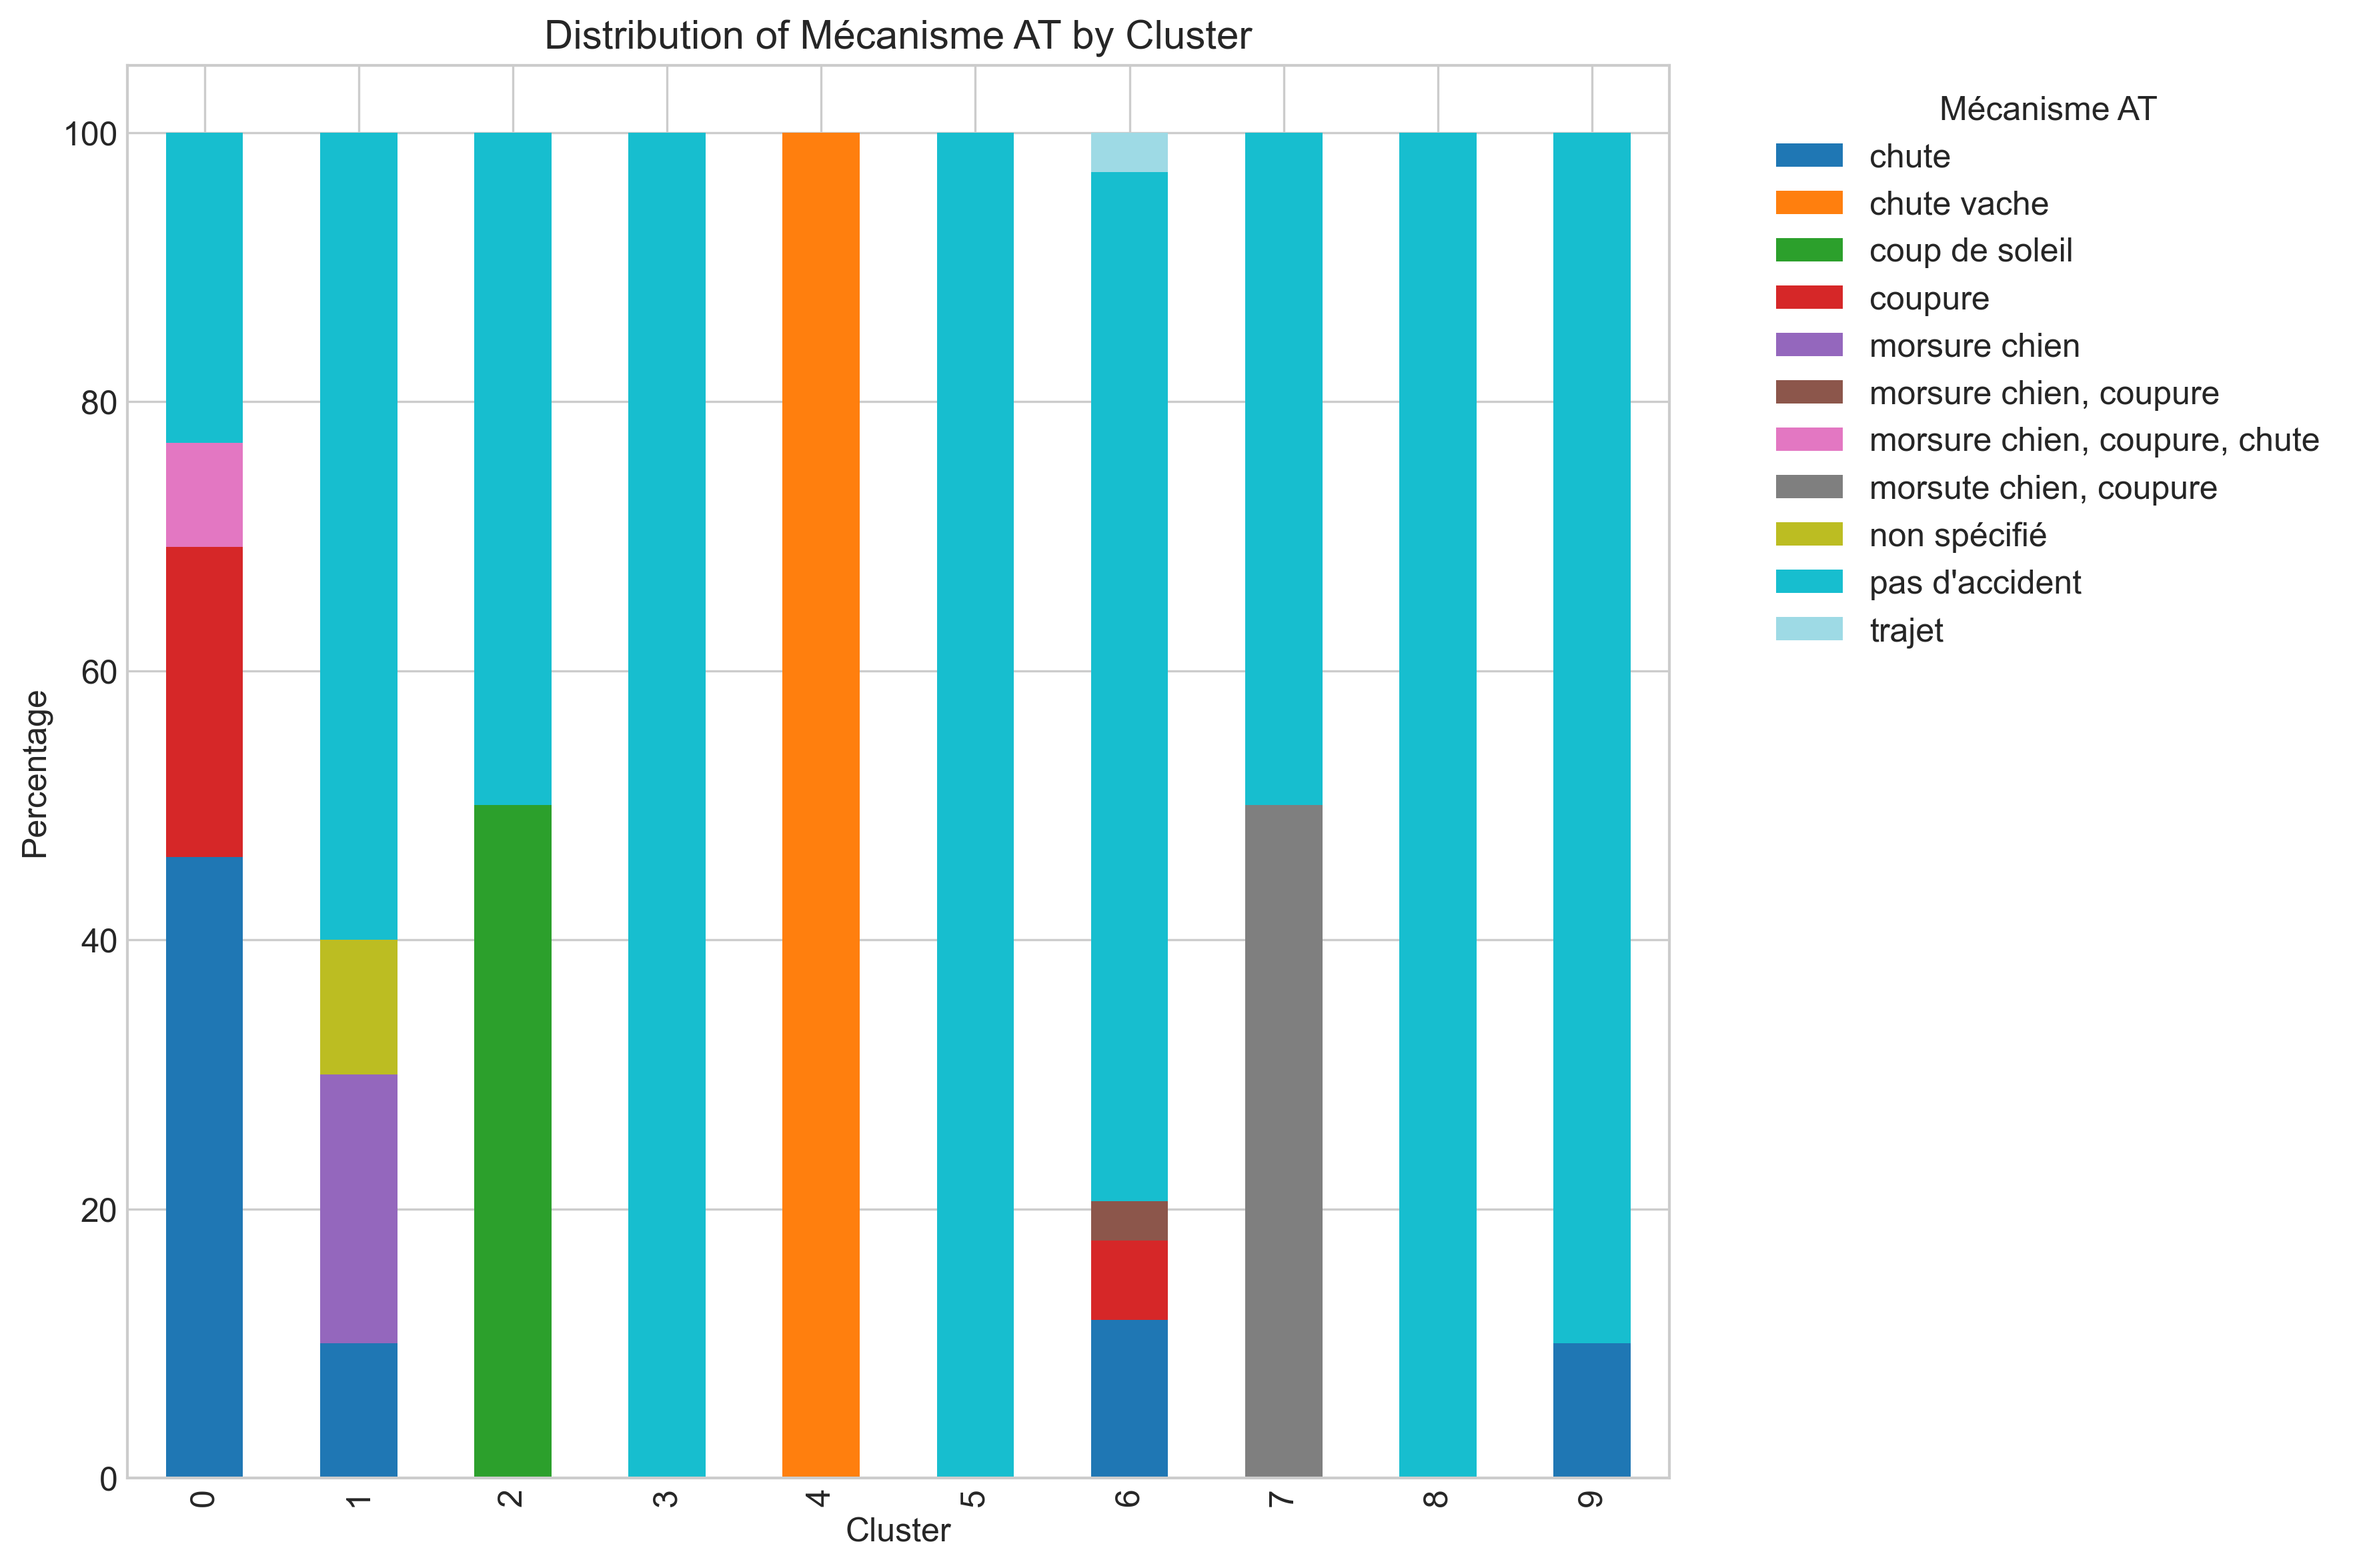 Distribution of Mécanisme AT by Cluster
Mécanisme AT
chute
chute vache
coup de soleil
coupure
morsure chien
morsure chien, coupure
morsure chien, coupure, chute
morsute chien, coupure
non spécifié
pas d'accident
trajet
Percentage
100
80
60
40
20
0
0 1 2 3 4 5 6 7 8 9
Cluster